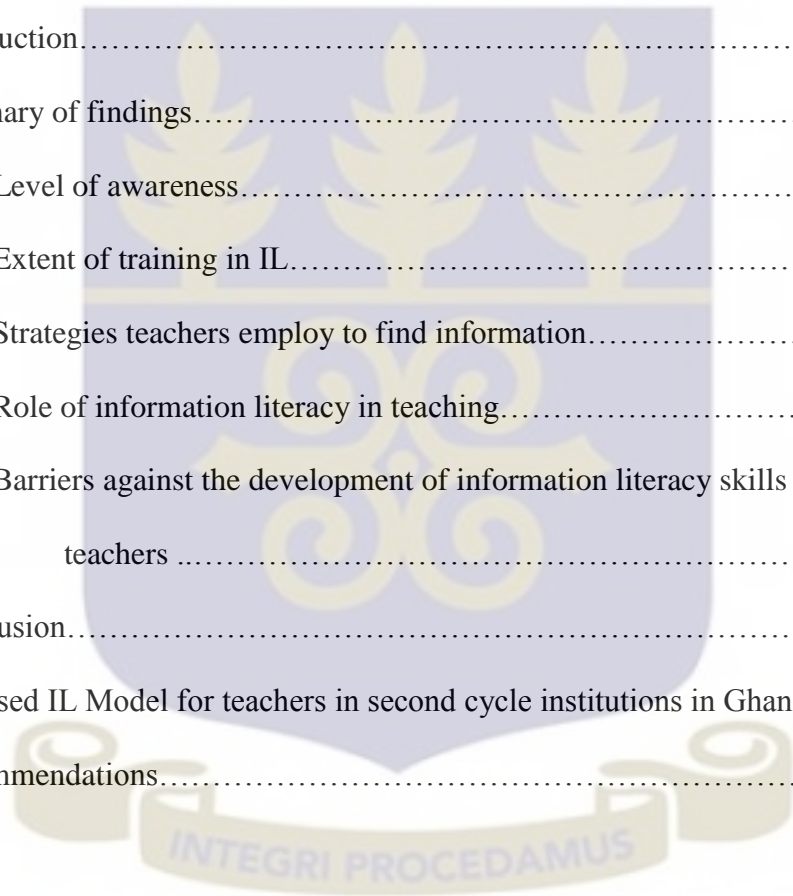 uction……………………………………………………………………
nary of findings…………………………………………………………
Level of awareness………………………………………………………
Extent of training in IL…………………………………………………
Strategies teachers employ to find information…………………
Role of information literacy in teaching…………………………
Barriers against the development of information literacy skills
teachers ..………………………………………………………………
usion……………………………………………………………………
sed IL Model for teachers in second cycle institutions in Ghan
nmendations……………………………………………………………
INTEGRI PROCEDAMUS